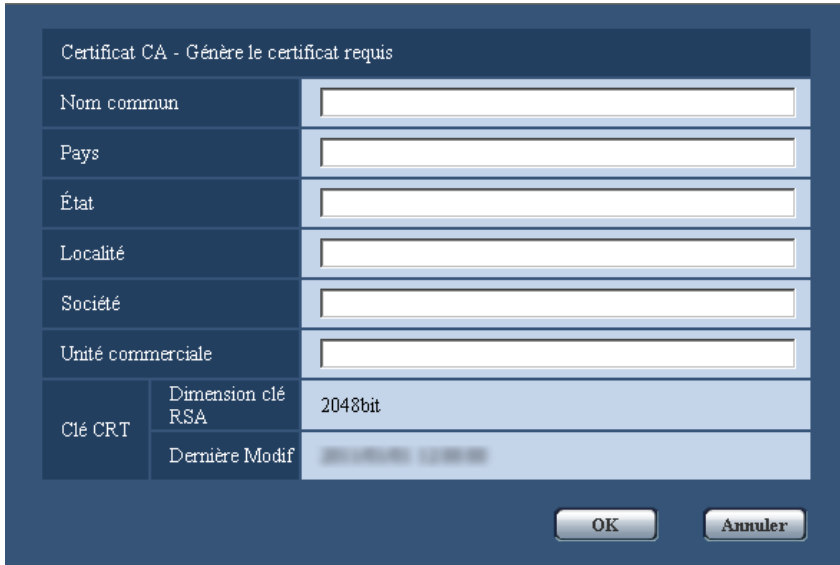 Certificat CA - Génère le certificat requis
Nom commun
Pays
État
Localité
Société
Unité commerciale
Clé CRT
Dimension clé
RSA
2048bit
Dernière Modif
OK
Annuler